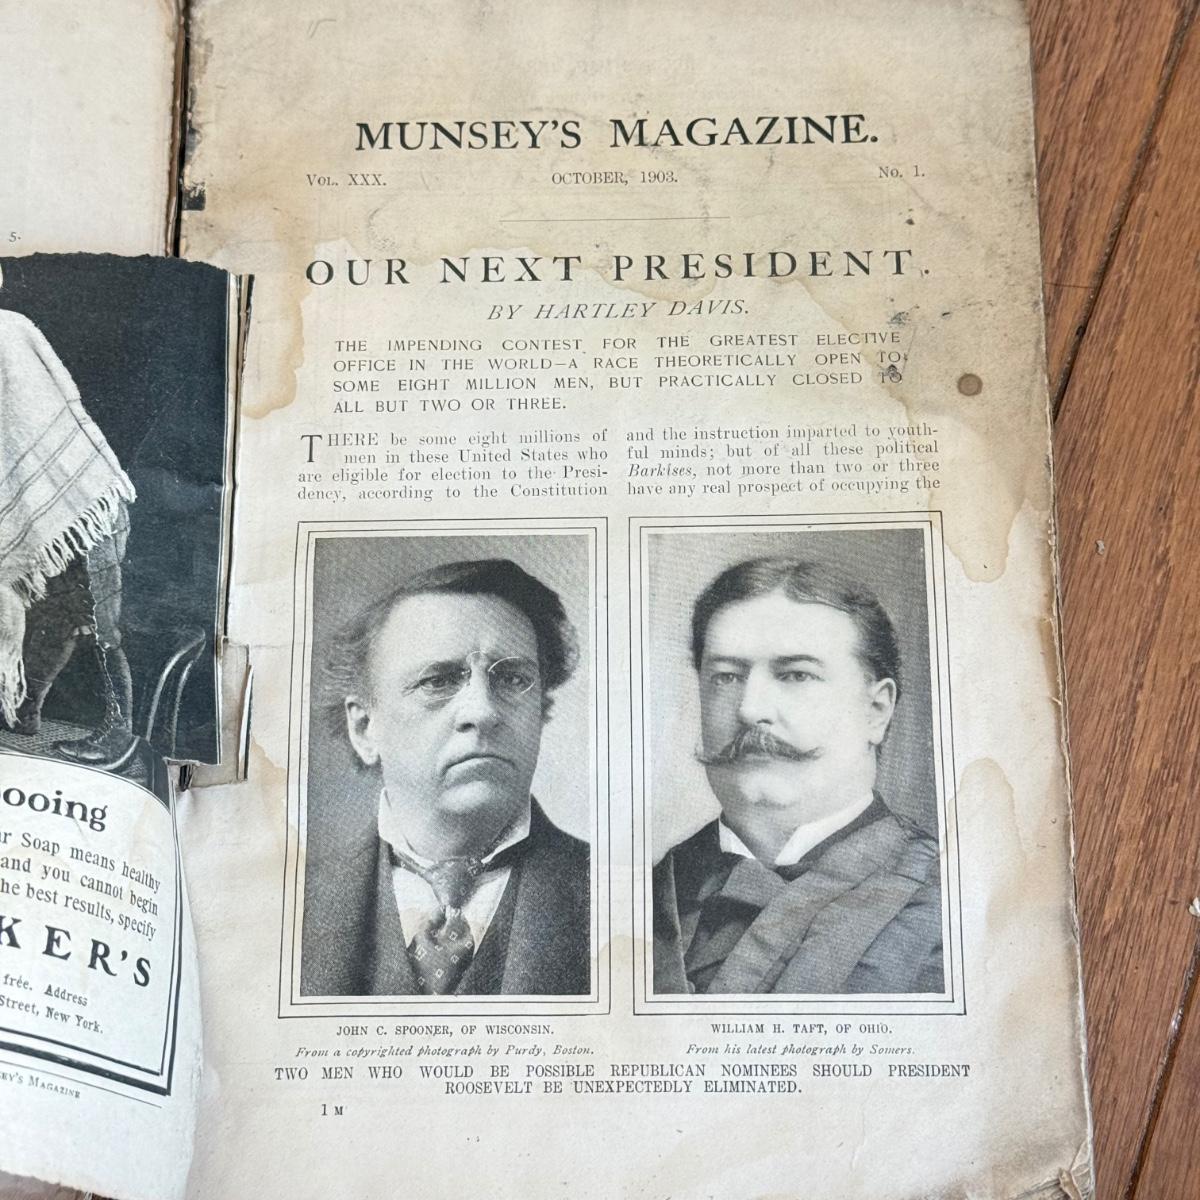 5.
MUNSEY'S MAGAZINE.
VOL. XXX. OCTOBER, 1903. No. 1.
OUR NEXT PRESIDENT.
BY HARTLEY DAVIS.
THE IMPENDING CONTEST FOR THE GREATEST ELECTIVE
OFFICE IN THE WORLD—A RACE THEORETICALLY OPEN TO
SOME EIGHT MILLION MEN, BUT PRACTICALLY CLOSED TO
ALL BUT TWO OR THREE.
THERE be some eight millions of
men in these United States who
are eligible for election to the Presi-
dency, according to the Constitution
and the instruction imparted to youth-
ful minds; but of all these political
Barkises, not more than two or three
have any real prospect of occupying the
JOHN C. SPOONER, OF WISCONSIN.
From a copyrighted photograph by Purdy, Boston.
WILLIAM H. TAFT, OF OHIO.
From his latest photograph by Somers.
TWO MEN WHO WOULD BE POSSIBLE REPUBLICAN NOMINEES SHOULD PRESIDENT
ROOSEVELT BE UNEXPECTEDLY ELIMINATED.
1 M
ooing
r Soap means healthy
and you cannot begin
he best results, specify
KER'S
free. Address
Street, New York.
EY'S MAGAZINE